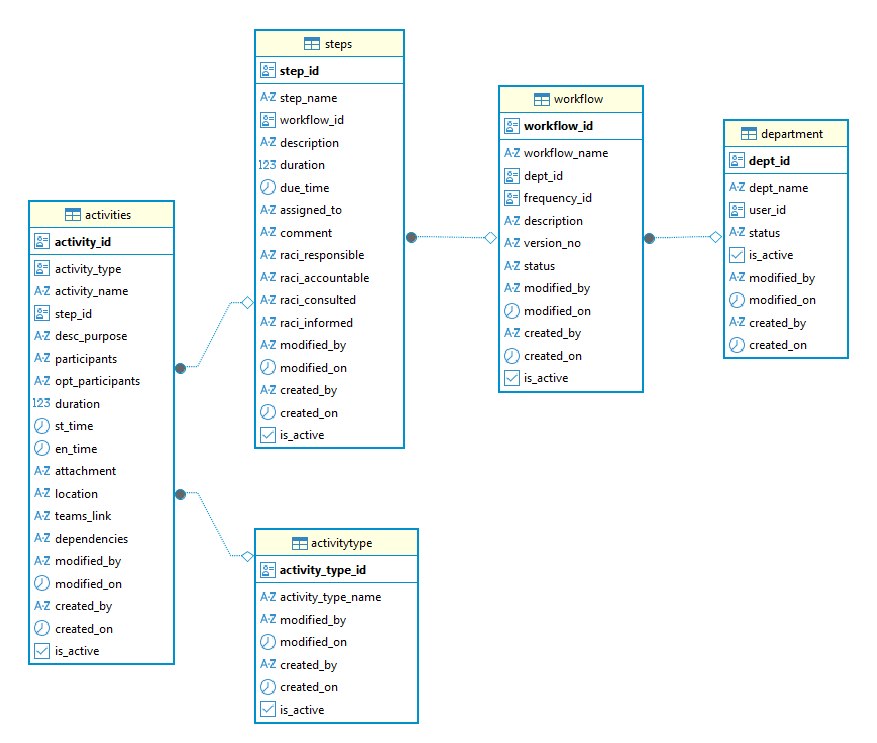 steps
step_id
step_name
workflow_id
description
duration
due_time
assigned_to
comment
raci_responsible
raci_accountable
raci_consulted
raci_informed
modified_by
modified_on
created_by
created_on
is_active
workflow
workflow_id
workflow_name
dept_id
frequency_id
description
version_no
status
modified_by
modified_on
created_by
created_on
is_active
department
dept_id
dept_name
user_id
status
is_active
modified_by
modified_on
created_by
created_on
activities
activity_id
activity_type
activity_name
step_id
desc_purpose
participants
opt_participants
duration
st_time
en_time
attachment
location
teams_link
dependencies
modified_by
modified_on
created_by
created_on
is_active
activitytype
activity_type_id
activity_type_name
modified_by
modified_on
created_by
created_on
is_active